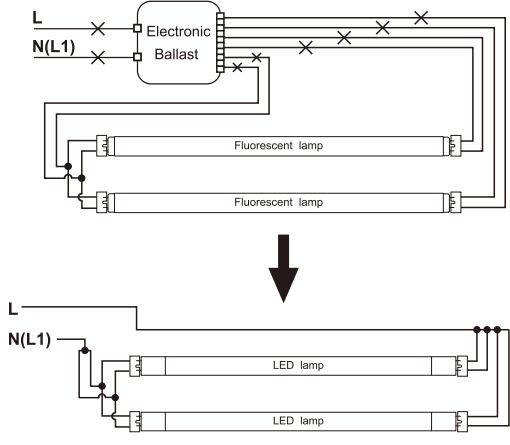 L
N(L1)
Electronic
Ballast
Fluorescent lamp
Fluorescent lamp
L
N(L1)
LED lamp
LED lamp